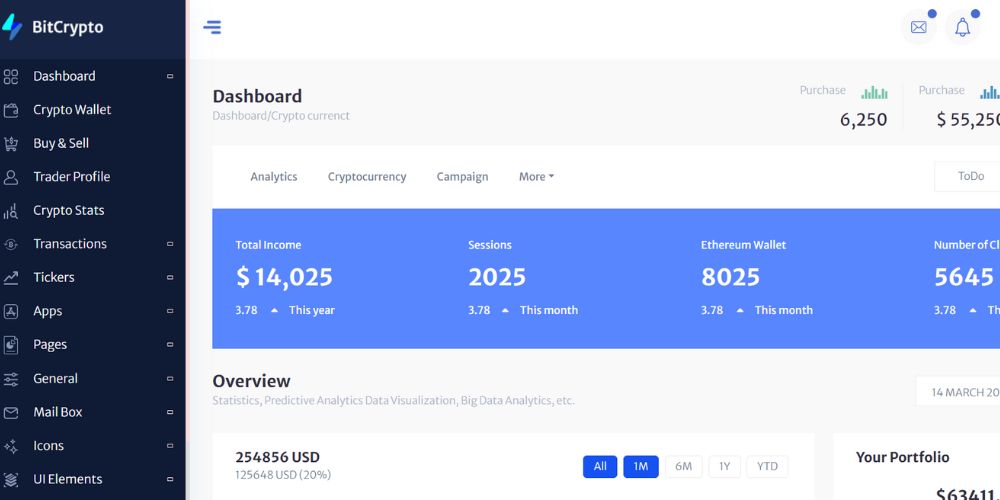 BitCrypto
Dashboard
Crypto Wallet
Buy & Sell
Trader Profile
Crypto Stats
Transactions
Tickers
Apps
Pages
General
Mail Box
Icons
UI Elements
Dashboard
Dashboard/Crypto currenct
Purchase
6,250
Purchase
$ 55,250
Analytics Cryptocurrency Campaign More
ToDo
Total Income
$ 14,025
3.78 This year
Sessions
2025
3.78 This month
Ethereum Wallet
8025
3.78 This month
Number of Cl
5645
3.78 Th
Overview
Statistics, Predictive Analytics Data Visualization, Big Data Analytics, etc.
14 MARCH 20
254856 USD
125648 USD (20%)
All 1M 6M 1Y YTD
Your Portfolio
$63411.